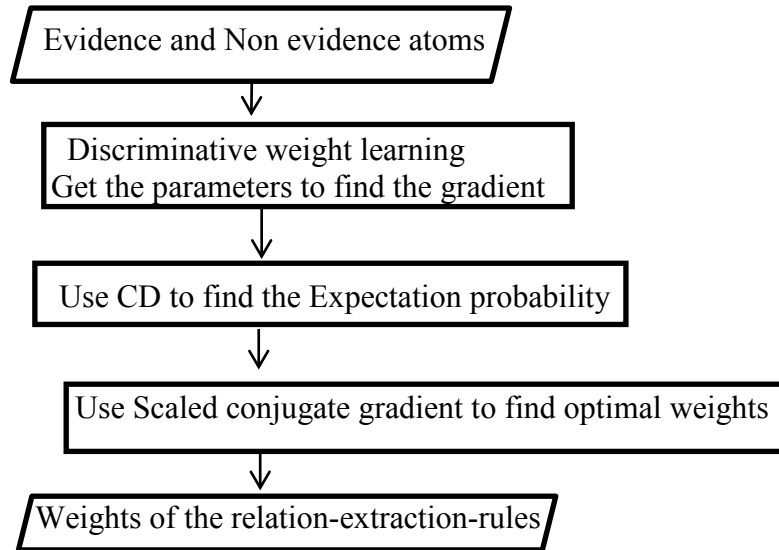 Evidence and Non evidence atoms
Discriminative weight learning
Get the parameters to find the gradient
Use CD to find the Expectation probability
Use Scaled conjugate gradient to find optimal weights
Weights of the relation-extraction-rules